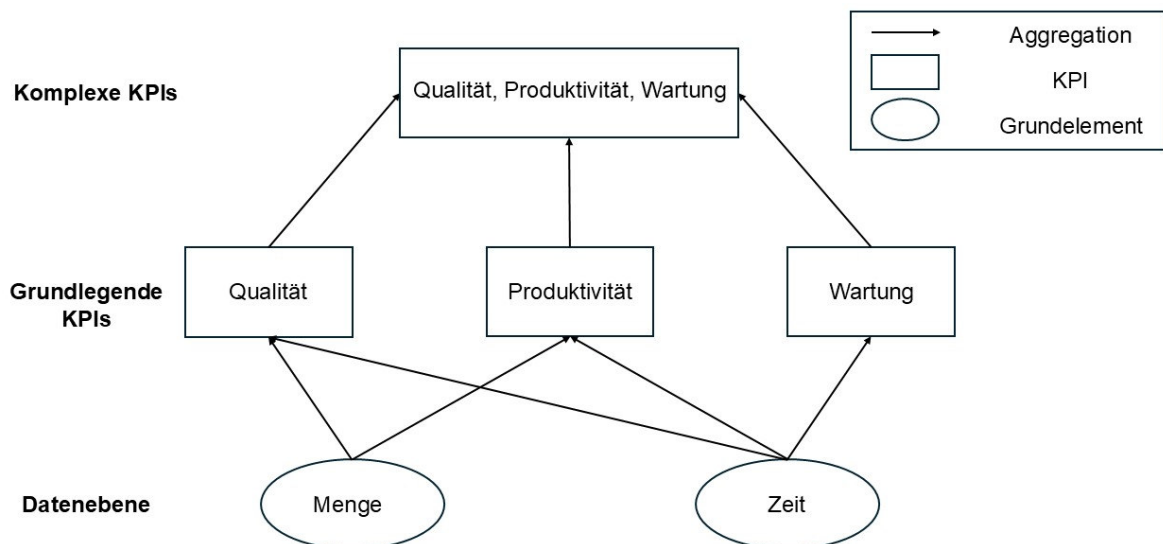 Komplexe KPIs
Qualität, Produktivität, Wartung
Aggregation
KPI
Grundelement
Grundlegende
KPIs
Qualität
Produktivität
Wartung
Datenebene
Menge
Zeit